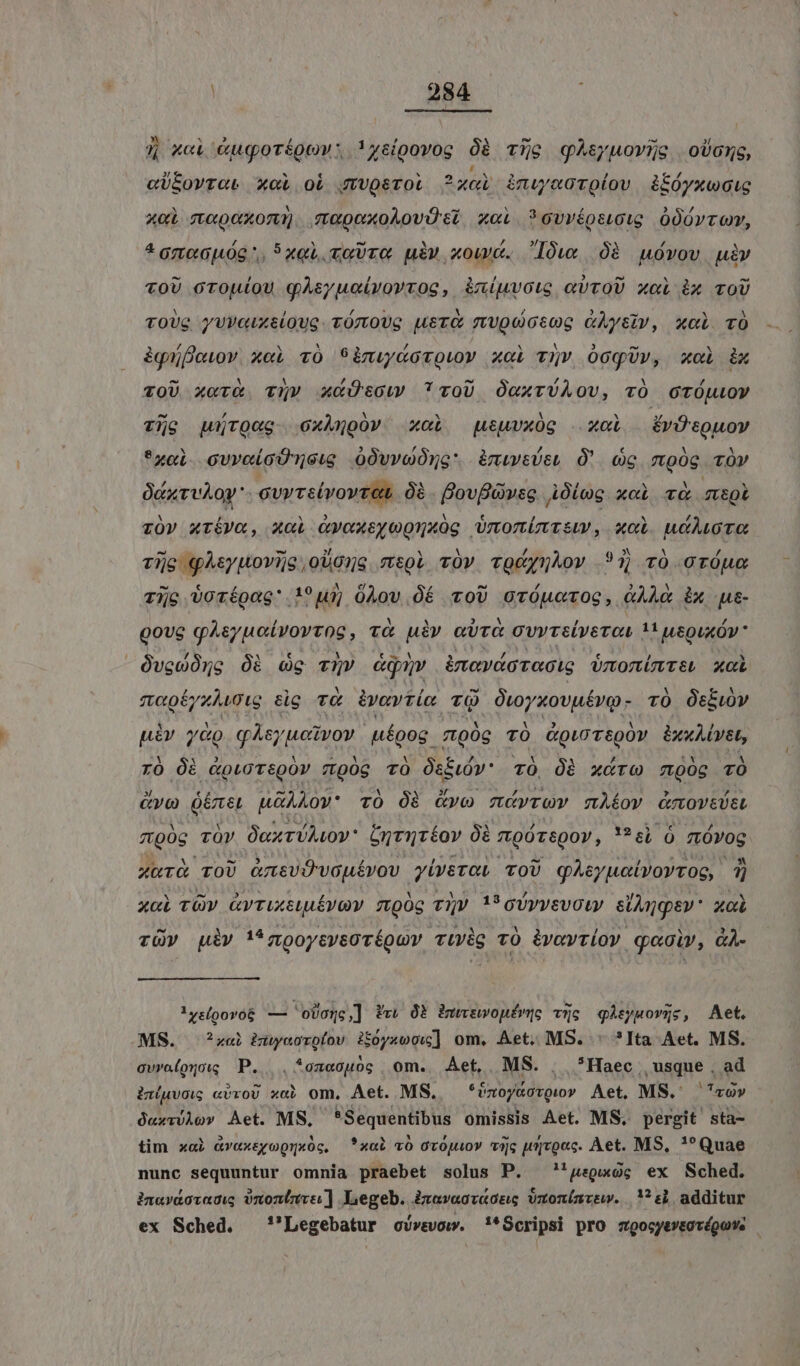 284
ἢ καὶ ἀμφοτέρων· ¹χείρονος δὲ τῆς φλεγμονῆς οὔσης,
αὔξονται καὶ οἱ πυρετοὶ ²καὶ ἐπιγαστρίου ἐξόγκωσις
καὶ παρακοπὴ παρακολουθεῖ καὶ ³συνέρεισις ὀδόντων,
⁴σπασμός·, ⁵καὶ ταῦτα μὲν κοινά. Ἴδια δὲ μόνου μὲν
τοῦ στομίου φλεγμαίνοντος, ἐπίμυσις αὐτοῦ καὶ ἐκ τοῦ
τοὺς γυναικείους τόπους μετὰ πυρώσεως ἀλγεῖν, καὶ τὸ
ἐφήβαιον καὶ τὸ ⁶ἐπιγάστριον καὶ τὴν ὀσφῦν, καὶ ἐκ
τοῦ κατὰ τὴν κάθεσιν ⁷τοῦ δακτύλου, τὸ στόμιον
τῆς μήτρας σκληρὸν καὶ μεμυκὸς καὶ ἔνθερμον
⁸καὶ συναίσθησις ὀδυνώδης· ἐπινεύει δ' ὡς πρὸς τὸν
δάκτυλον· συντείνονται δὲ βουβῶνες ἰδίως καὶ τὰ περὶ
τὸν κτένα, καὶ ἀνακεχωρηκὸς ὑποπίπτειν, καὶ μάλιστα
τῆς φλεγμονῆς οὔσης περὶ τὸν τράχηλον ⁹ἢ τὸ στόμα
τῆς ὑστέρας· ¹⁰μὴ ὅλου δέ τοῦ στόματος, ἀλλὰ ἐκ μέ-
ρους φλεγμαίνοντος, τὰ μὲν αὐτὰ συντείνεται ¹¹μερικόν·
δυςώδης δὲ ὡς τὴν ἁφὴν ἐπανάστασις ὑποπίπτει καὶ
παρέγκλισις εἰς τὰ ἐναντία τῷ διογκουμένῳ- τὸ δεξιὸν
μὲν γὰρ φλεγμαῖνον μέρος πρὸς τὸ ἀριστερὸν ἐκκλίνει,
τὸ δὲ ἀριστερὸν πρὸς τὸ δεξιόν· τὸ δὲ κάτω πρὸς τὸ
ἄνω ῥέπει μᾶλλον· τὸ δὲ ἄνω πάντων πλέον ἀπονεύει
πρὸς τὸν δακτύλιον· ζητητέον δὲ πρότερον, ¹²εἰ ὁ πόνος
κατὰ τοῦ ἀπευθυσμένου γίνεται τοῦ φλεγμαίνοντος, ἢ
καὶ τῶν ἀντικειμένων πρὸς τὴν ¹³σύννευσιν εἴληφεν· καὶ
τῶν μὲν ¹⁴προγενεστέρων τινὲς τὸ ἐναντίον φασὶν, ἀλ-
¹χείρονος — οὔσης,] ἔτι δὲ ἐπιτεινομένης τῆς φλεγμονῆς, Aet.
MS. ²καὶ ἐπιγαστρίου ἐξόγκωσις] om. Aet. MS. ³Ita Aet. MS.
συναίρησις P. ⁴σπασμὸς om. Aet. MS. ⁵Haec usque ad
ἐπίμυσις αὐτοῦ καὶ om. Aet. MS. ⁶ὑπογάστριον Aet. MS. ⁷τῶν
δακτύλων Aet. MS. ⁸Sequentibus omissis Aet. MS. pergit sta-
tim καὶ ἀνακεχωρηκὸς. ⁹καὶ τὸ στόμιον τῆς μήτρας. Aet. MS. ¹⁰Quae
nunc sequuntur omnia praebet solus P. ¹¹μερικῶς ex Sched.
ἐπανάστασις ὑποπίπτει] Legeb. ἐπαναστάσεις ὑποπίπτειν. ¹²εἰ additur
ex Sched. ¹³Legebatur σύνευσιν. ¹⁴Scripsi pro προςγενεστέρων.